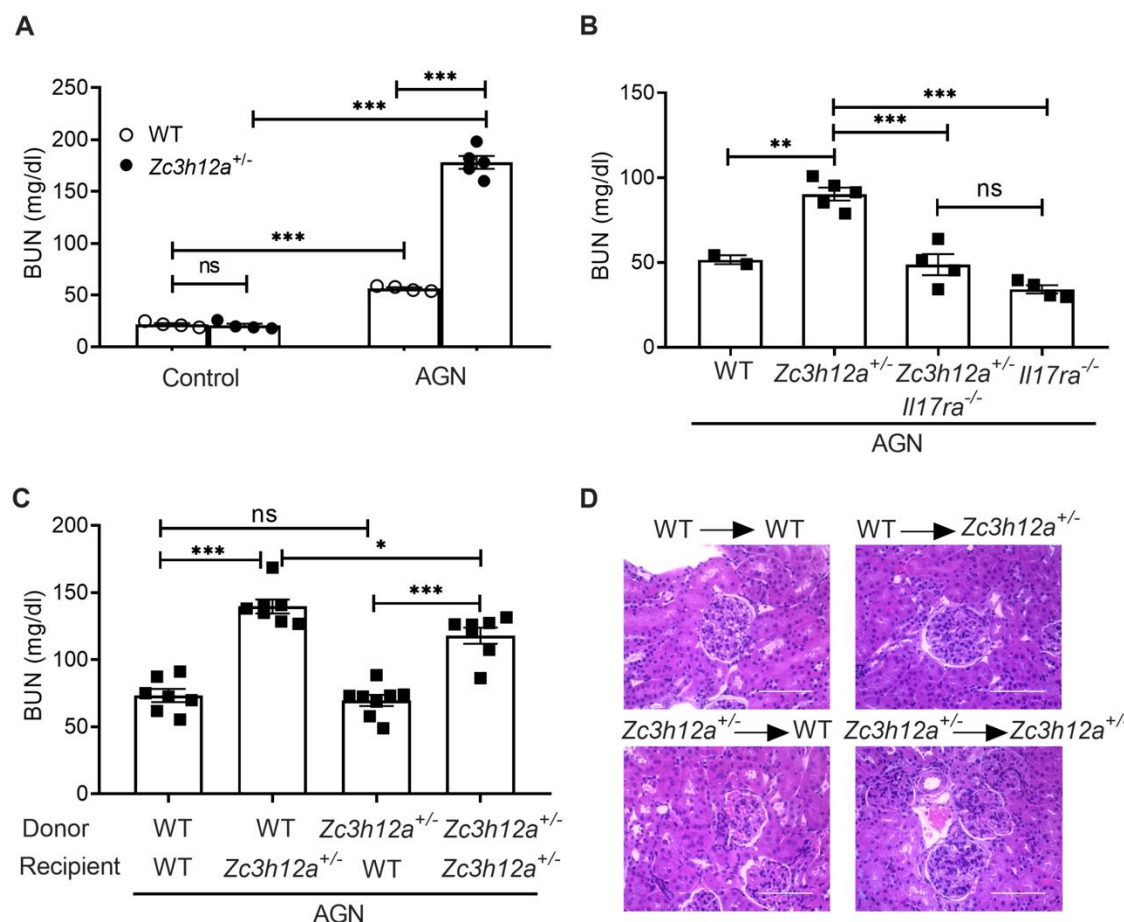 A
BUN (mg/dl)
250
200
150
100
50
0
WT
Zc3h12a+/-
***
***
***
ns
Control
AGN
B
BUN (mg/dl)
150
100
50
0
***
***
**
ns
WT
Zc3h12a+/-
Zc3h12a+/-
Il17ra-/-
Il17ra-/-
AGN
C
BUN (mg/dl)
200
150
100
50
0
ns
***
*
***
Donor WT WT Zc3h12a+/- Zc3h12a+/-
Recipient WT Zc3h12a+/- WT Zc3h12a+/-
AGN
D
WT WT
WT Zc3h12a+/-
Zc3h12a+/- WT
Zc3h12a+/- Zc3h12a+/-